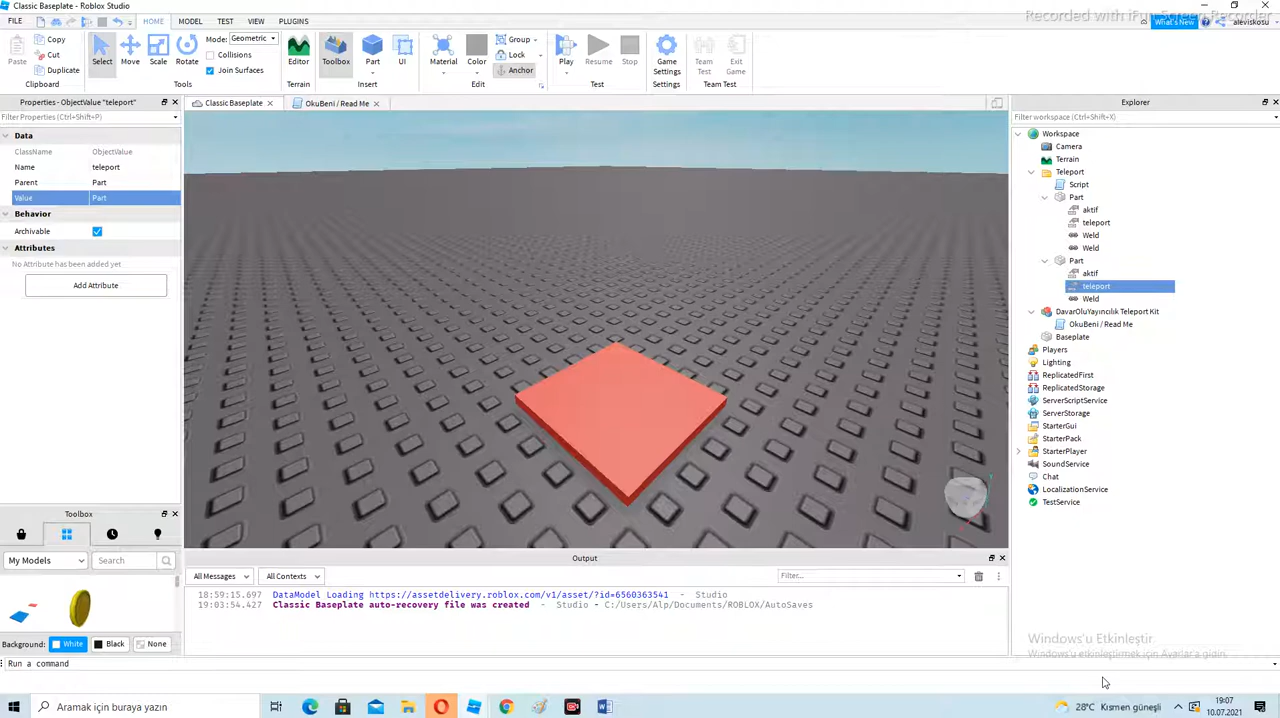 Classic Baseplate - Roblox Studio
Recorded with iFun Screen Recorder
FILE HOME MODEL TEST VIEW PLUGINS
What's New aleviskosu
Copy
Cut
Duplicate
Paste
Clipboard
Select Move Scale Rotate
Mode: Geometric
Collisions
Join Surfaces
Tools
Editor
Terrain
Toolbox Part UI
Insert
Material Color
Group
Lock
Anchor
Edit
Play Resume Stop
Test
Game Settings
Settings
Team Test Exit Game
Team Test
Properties - ObjectValue "teleport"
Filter Properties (Ctrl+Shift+P)
Data
ClassName ObjectValue
Name teleport
Parent Part
Value Part
Behavior
Archivable
Attributes
No Attribute has been added yet
Add Attribute
Toolbox
My Models Search
Background: White Black None
Classic Baseplate
OkuBeni / Read Me
Output
All Messages All Contexts Filter...
18:59:15.697 DataModel Loading https://assetdelivery.roblox.com/v1/asset/?id=6560363541 - Studio
19:03:54.427 Classic Baseplate auto-recovery file was created - Studio - C:/Users/Alp/Documents/ROBLOX/AutoSaves
Explorer
Filter workspace (Ctrl+Shift+X)
Workspace
Camera
Terrain
Teleport
Script
Part
aktif
teleport
Weld
Weld
Part
aktif
teleport
Weld
DavarOluYayıncılık Teleport Kit
OkuBeni / Read Me
Baseplate
Players
Lighting
ReplicatedFirst
ReplicatedStorage
ServerScriptService
ServerStorage
StarterGui
StarterPack
StarterPlayer
SoundService
Chat
LocalizationService
TestService
Windows'u Etkinleştir
Windows'u etkinleştirmek için Ayarlar'a gidin.
Run a command
Aramak için buraya yazın
28°C Kısmen güneşli
19:07
10.07.2021